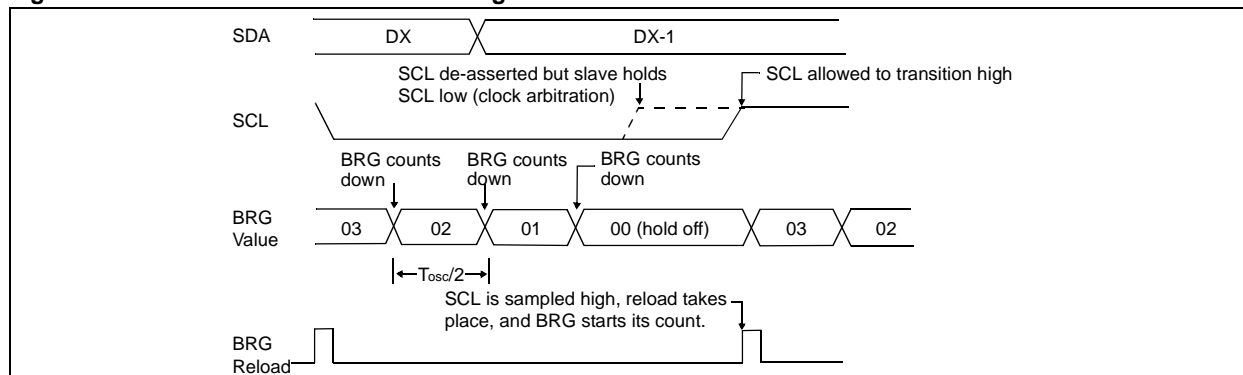 SDA
DX
DX-1
SCL de-asserted but slave holds
SCL low (clock arbitration)
SCL allowed to transition high
SCL
BRG counts
down
BRG counts
down
BRG counts
down
BRG
Value
03
02
01
00 (hold off)
03
02
Tosc/2
SCL is sampled high, reload takes
place, and BRG starts its count.
BRG
Reload